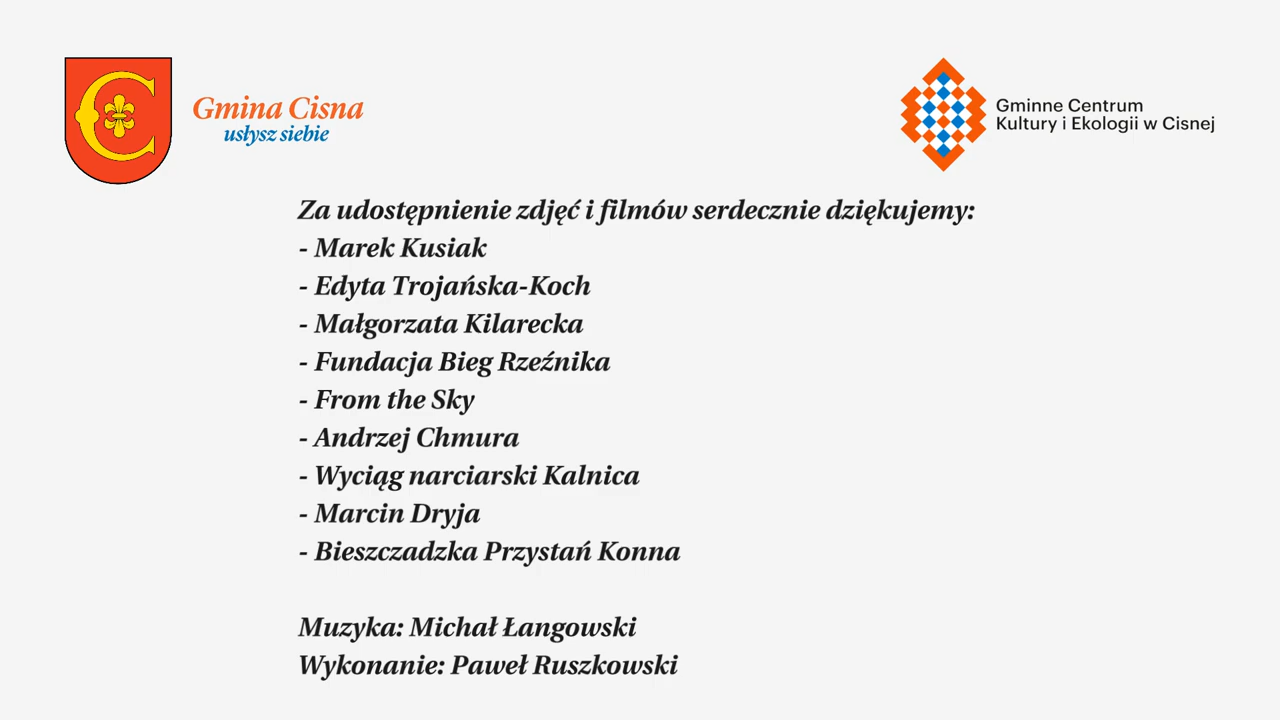 Gmina Cisna
usłysz siebie
Gminne Centrum
Kultury i Ekologii w Cisnej
Za udostępnienie zdjęć i filmów serdecznie dziękujemy:
- Marek Kusiak
- Edyta Trojańska-Koch
- Małgorzata Kilarecka
- Fundacja Bieg Rzeźnika
- From the Sky
- Andrzej Chmura
- Wyciąg narciarski Kalnica
- Marcin Dryja
- Bieszczadzka Przystań Konna
Muzyka: Michał Łangowski
Wykonanie: Paweł Ruszkowski